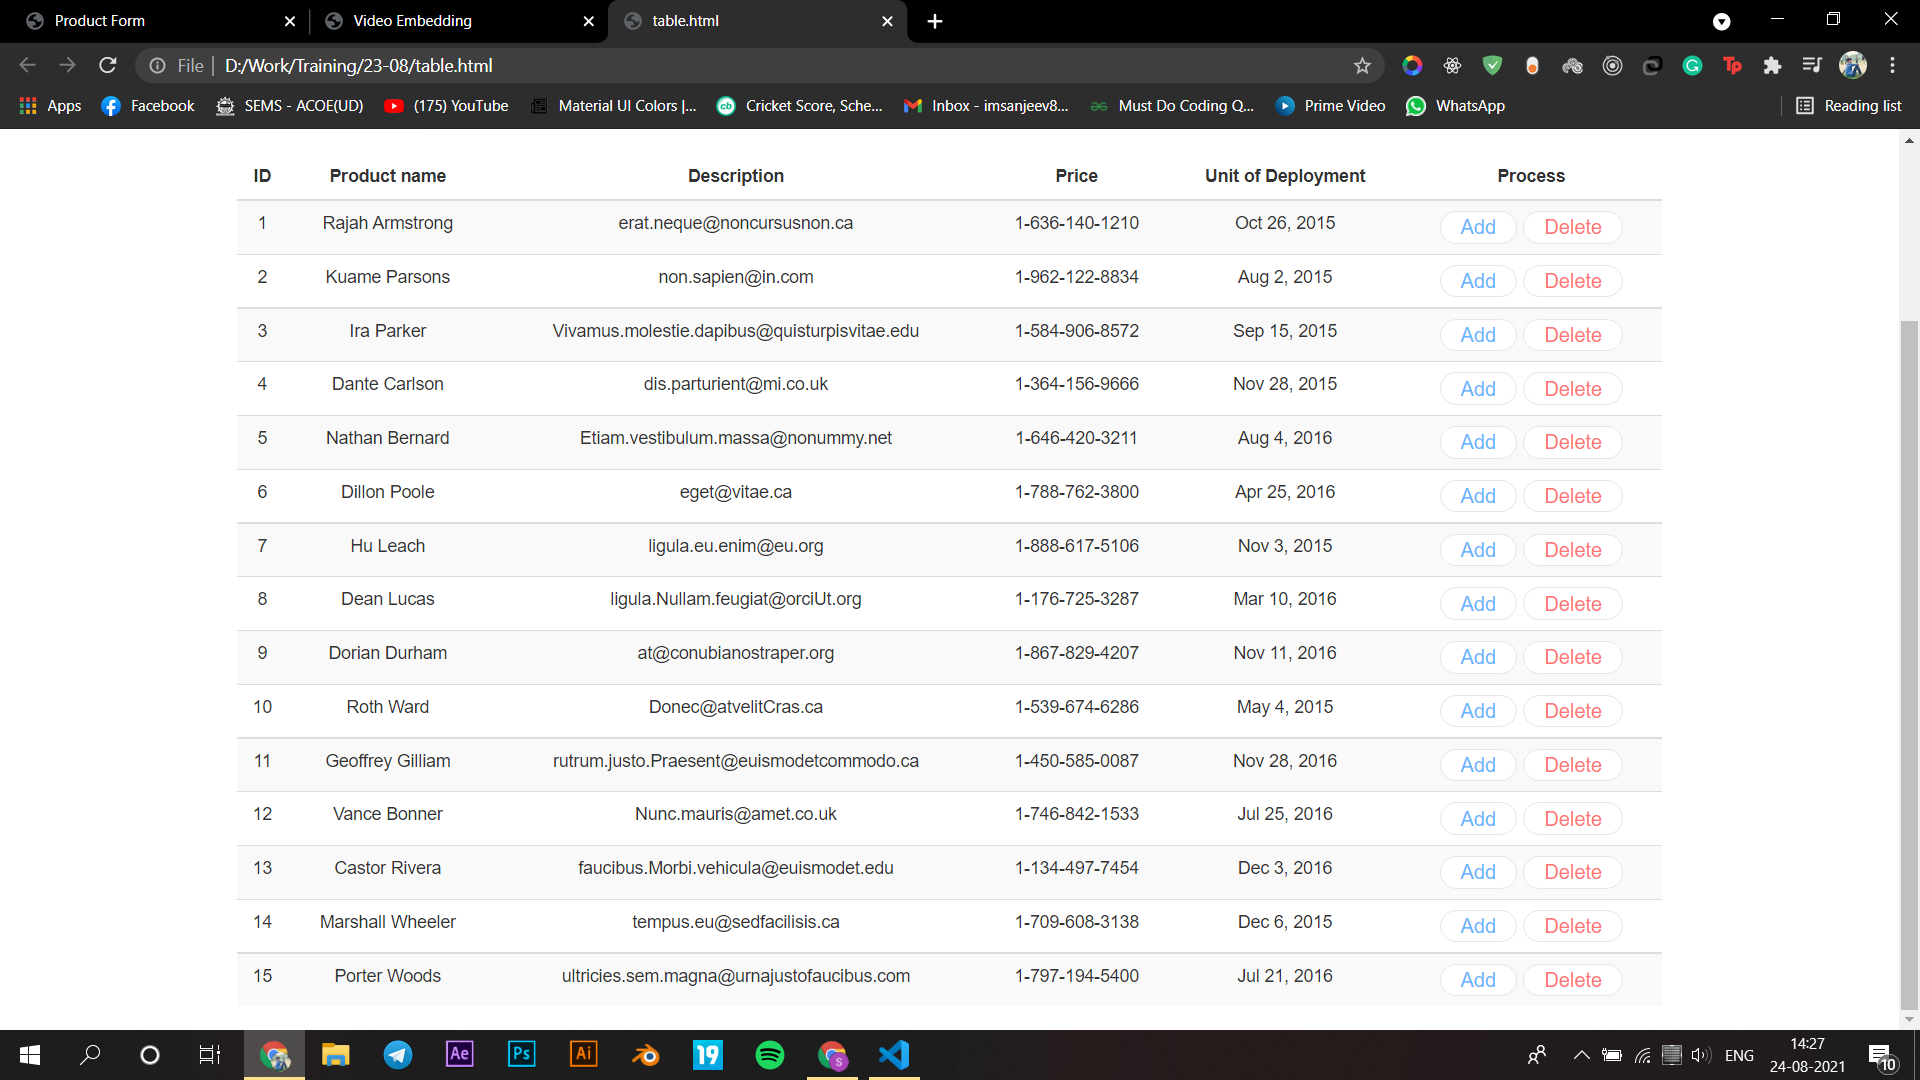 Product Form
Video Embedding
table.html
File | D:/Work/Training/23-08/table.html
Apps
Facebook
SEMS - ACOE(UD)
(175) YouTube
Material UI Colors |...
Cricket Score, Sche...
Inbox - imsanjeev8...
Must Do Coding Q...
Prime Video
WhatsApp
Reading list
ID Product name Description Price Unit of Deployment Process
1 Rajah Armstrong erat.neque@noncursusnon.ca 1-636-140-1210 Oct 26, 2015 Add Delete
2 Kuame Parsons non.sapien@in.com 1-962-122-8834 Aug 2, 2015 Add Delete
3 Ira Parker Vivamus.molestie.dapibus@quisturpisvitae.edu 1-584-906-8572 Sep 15, 2015 Add Delete
4 Dante Carlson dis.parturient@mi.co.uk 1-364-156-9666 Nov 28, 2015 Add Delete
5 Nathan Bernard Etiam.vestibulum.massa@nonummy.net 1-646-420-3211 Aug 4, 2016 Add Delete
6 Dillon Poole eget@vitae.ca 1-788-762-3800 Apr 25, 2016 Add Delete
7 Hu Leach ligula.eu.enim@eu.org 1-888-617-5106 Nov 3, 2015 Add Delete
8 Dean Lucas ligula.Nullam.feugiat@orciUt.org 1-176-725-3287 Mar 10, 2016 Add Delete
9 Dorian Durham at@conubianostraper.org 1-867-829-4207 Nov 11, 2016 Add Delete
10 Roth Ward Donec@atvelitCras.ca 1-539-674-6286 May 4, 2015 Add Delete
11 Geoffrey Gilliam rutrum.justo.Praesent@euismodetcommodo.ca 1-450-585-0087 Nov 28, 2016 Add Delete
12 Vance Bonner Nunc.mauris@amet.co.uk 1-746-842-1533 Jul 25, 2016 Add Delete
13 Castor Rivera faucibus.Morbi.vehicula@euismodet.edu 1-134-497-7454 Dec 3, 2016 Add Delete
14 Marshall Wheeler tempus.eu@sedfacilisis.ca 1-709-608-3138 Dec 6, 2015 Add Delete
15 Porter Woods ultricies.sem.magna@urnajustofaucibus.com 1-797-194-5400 Jul 21, 2016 Add Delete
Ae
Ps
Ai
19
S
ENG
14:27
24-08-2021
10